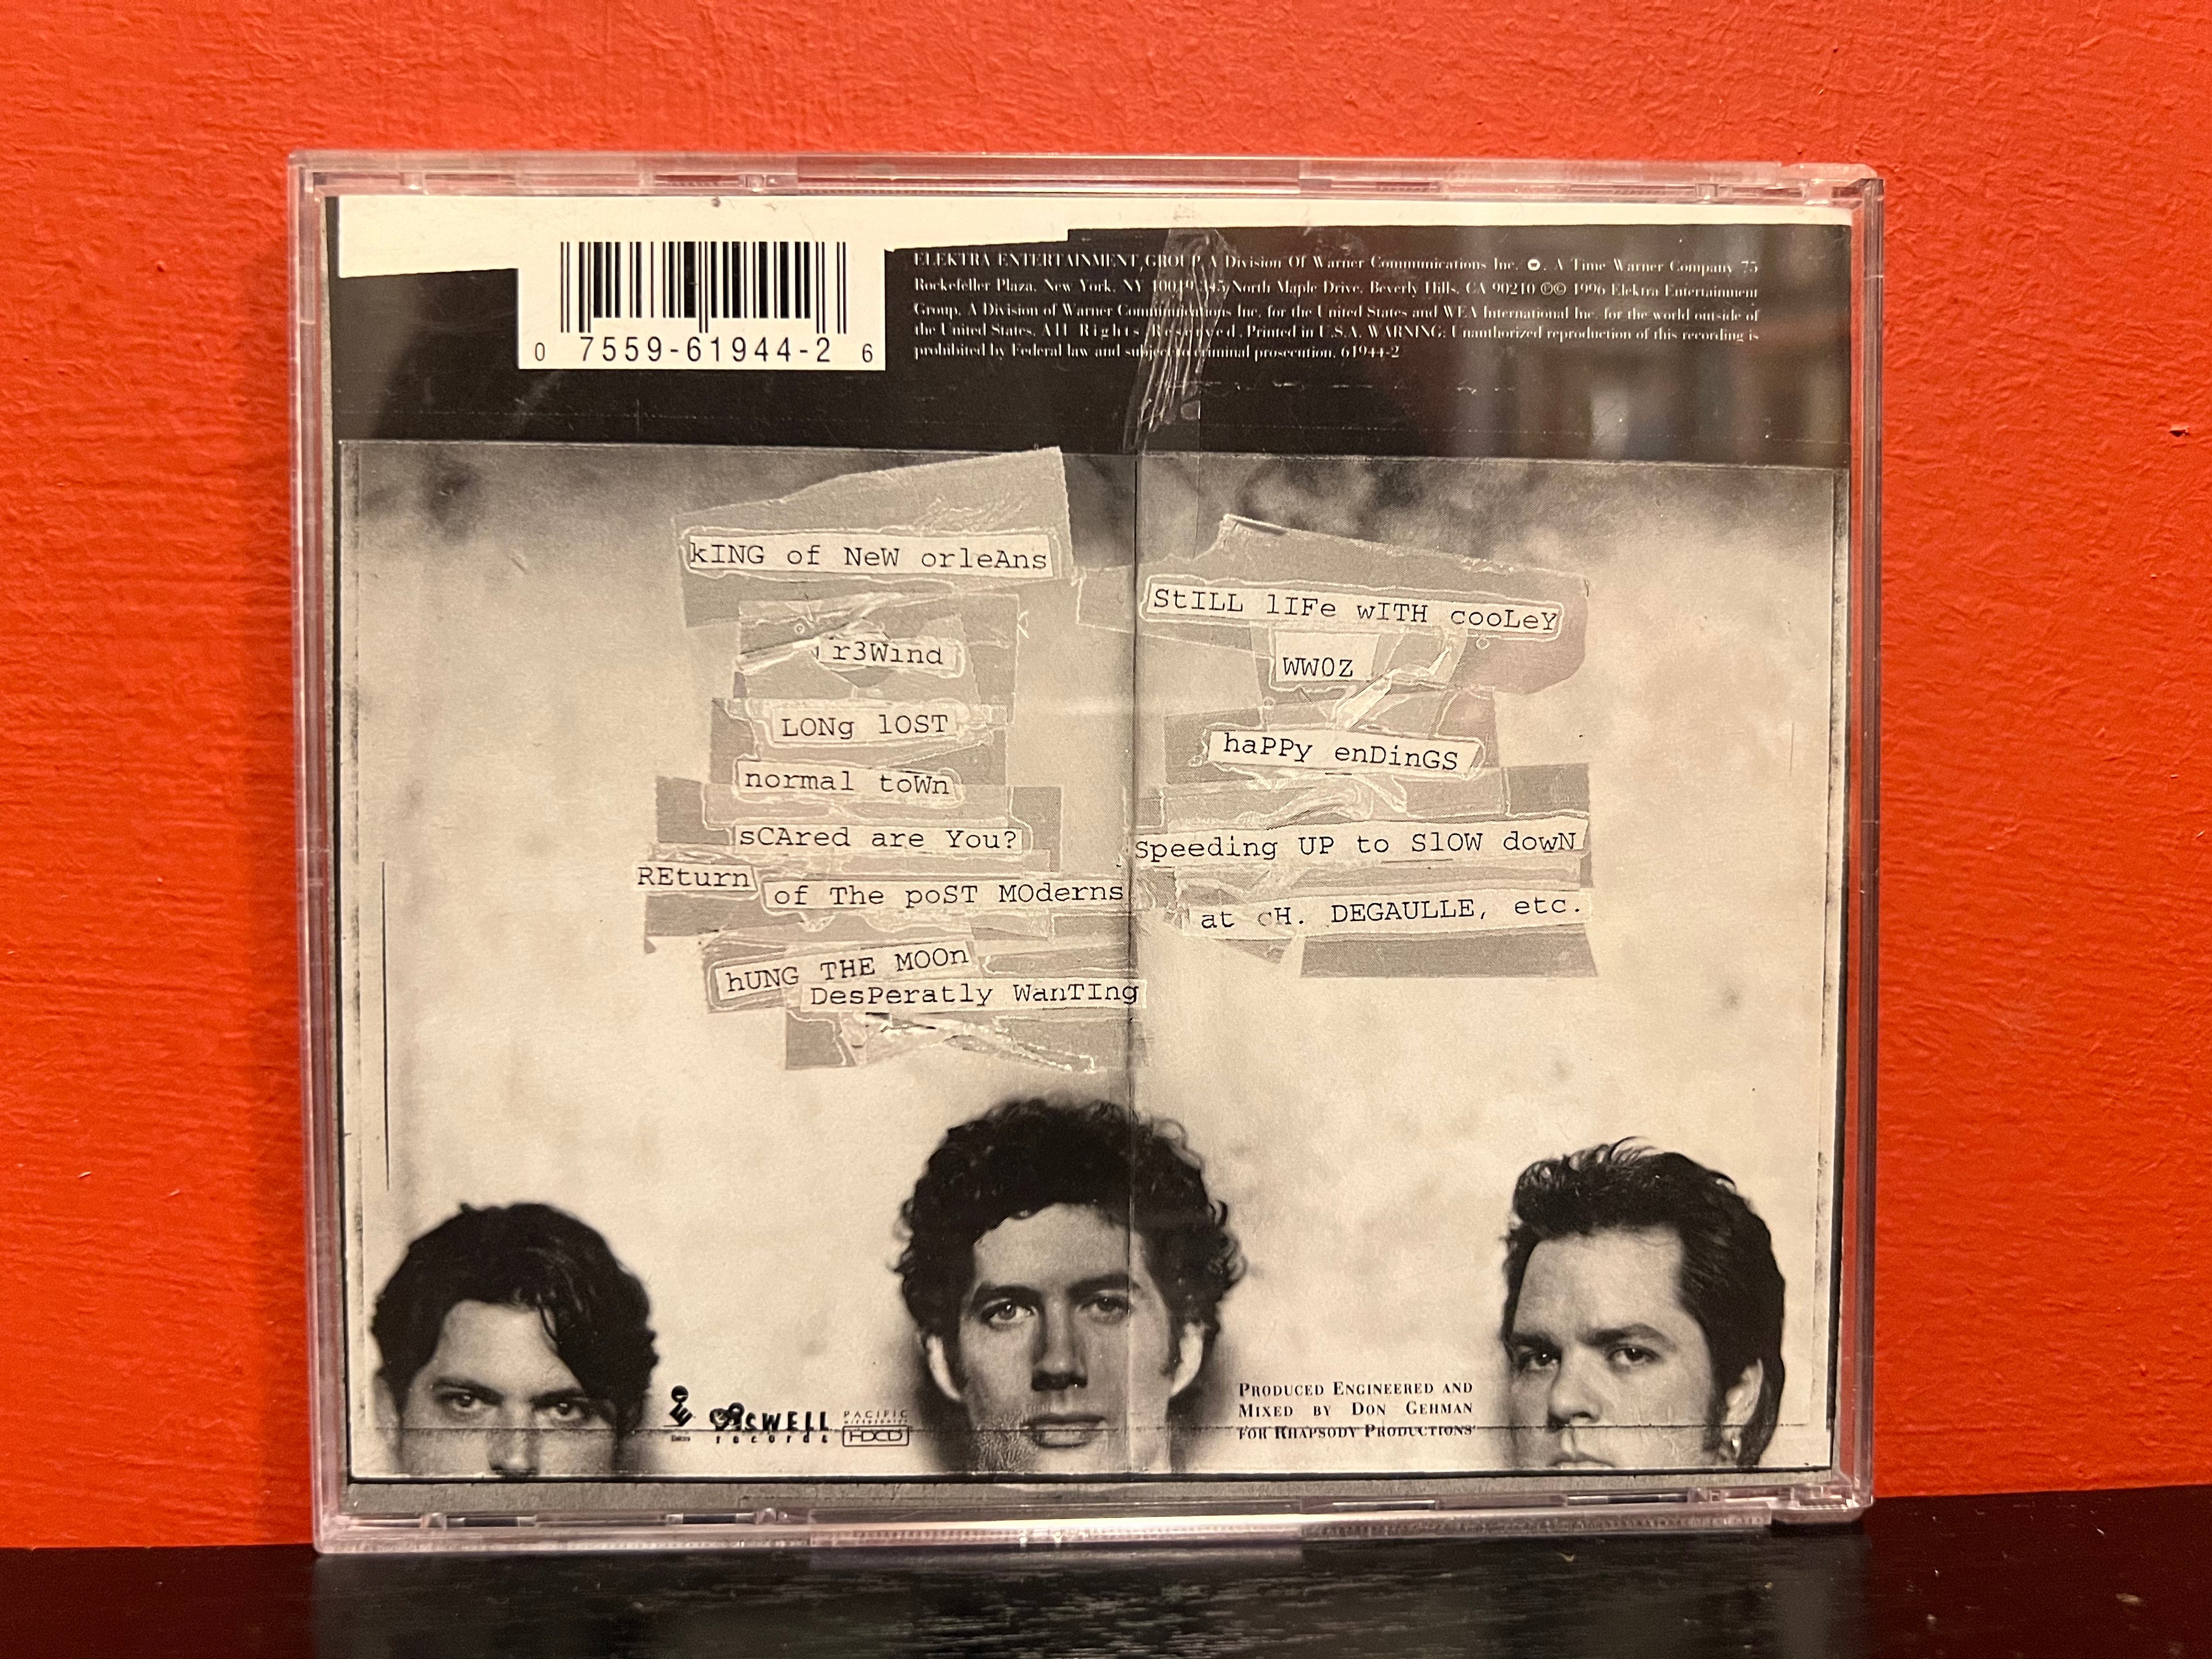 0 7559-61944-2 6
ELEKTRA ENTERTAINMENT GROUP, A Division Of Warner Communications Inc. . A Time Warner Company 75
Rockefeller Plaza, New York, NY 10019 345 North Maple Drive, Beverly Hills, CA 90210 ℗© 1996 Elektra Entertainment
Group, A Division of Warner Communications Inc. for the United States and WEA International Inc. for the world outside of
the United States. All Rights Reserved. Printed in U.S.A. WARNING: Unauthorized reproduction of this recording is
prohibited by Federal law and subject to criminal prosecution. 61944-2
kING of NeW orleAns
r3Wind
LONg lOST
normal toWn
sCAred are You?
REturn of The poST MOderns
hUNG THE MOOn
DesPeratly WanTIng
StILL lIFe wITH cooLeY
WWOZ
haPPy enDinGS
Speeding UP to SlOW dowN
at cH. DEGAULLE, etc.
PACIFIC
MICROSONICS
HDCD
SWELL
records
PRODUCED ENGINEERED AND
MIXED BY DON GEHMAN
FOR RHAPSODY PRODUCTIONS